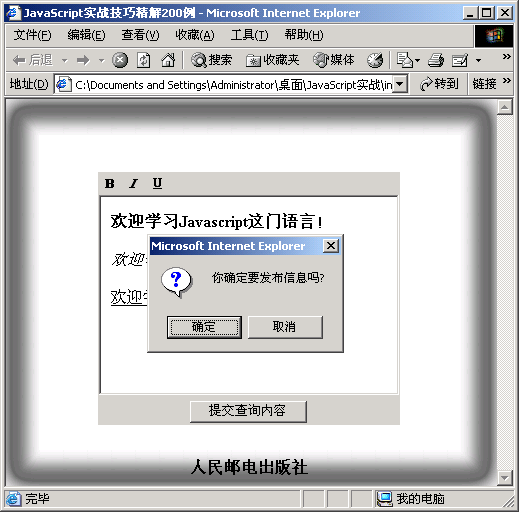 JavaScript实战技巧精解200例 - Microsoft Internet Explorer
文件(F) 编辑(E) 查看(V) 收藏(A) 工具(T) 帮助(H)
后退 搜索 收藏夹 媒体 »
地址(D) C:\Documents and Settings\Administrator\桌面\JavaScript实战\in 转到 链接 »
B I U
欢迎学习Javascript这门语言!
Microsoft Internet Explorer
欢迎
你确定要发布信息吗?
欢迎
确定 取消
提交查询内容
人民邮电出版社
完毕 我的电脑